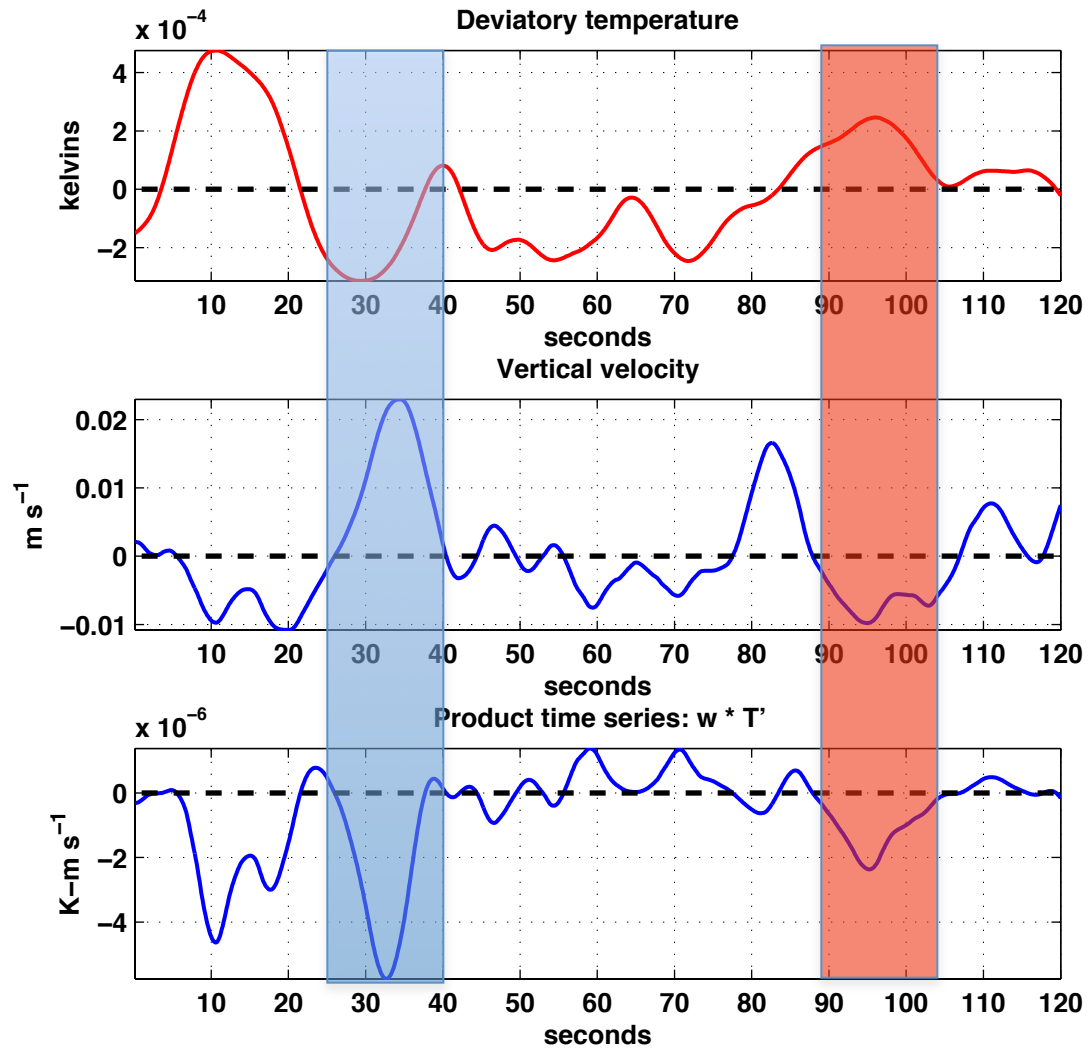 Deviatory temperature
x 10⁻⁴
kelvins
4
2
0
−2
10 20 30 40 50 60 70 80 90 100 110 120
seconds
Vertical velocity
m s⁻¹
0.02
0.01
0
−0.01
10 20 30 40 50 60 70 80 90 100 110 120
seconds
Product time series: w * T'
x 10⁻⁶
K−m s⁻¹
0
−2
−4
10 20 30 40 50 60 70 80 90 100 110 120
seconds